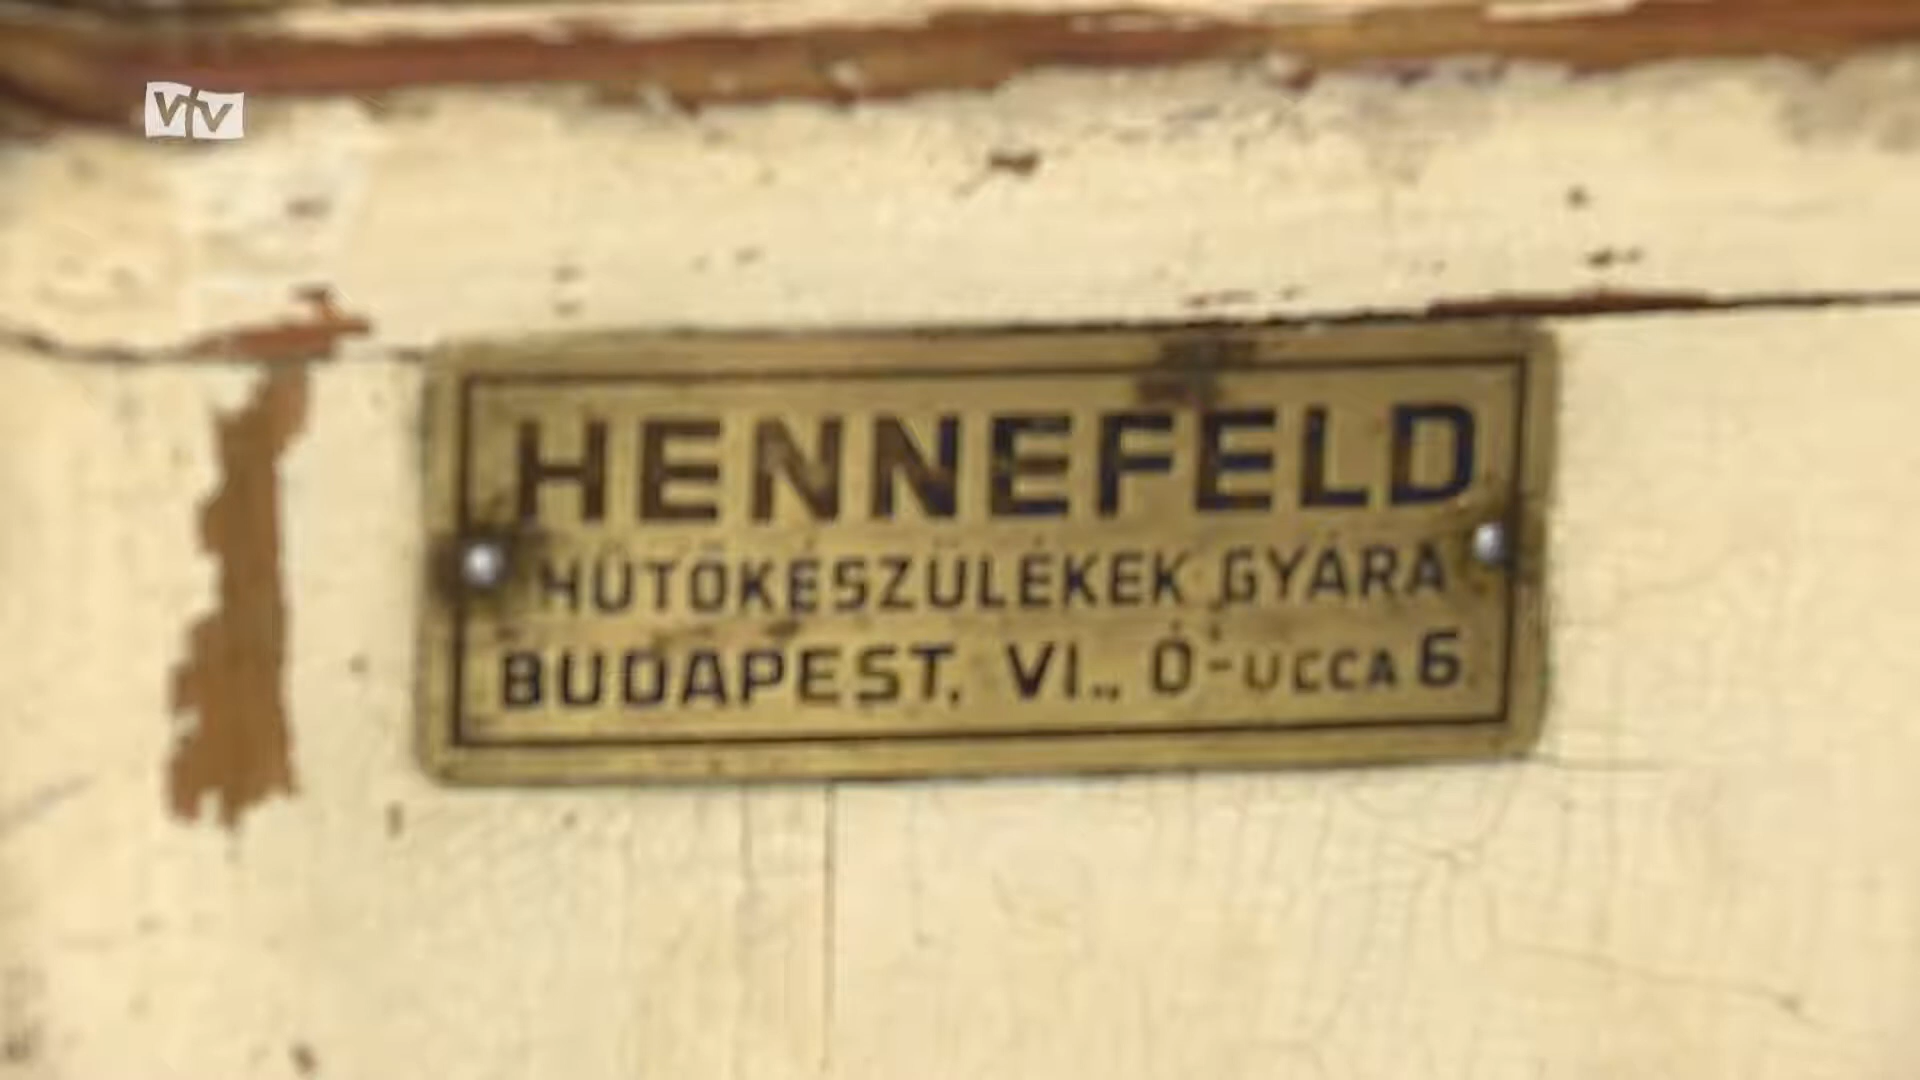 vtv
HENNEFELD
HŰTŐKÉSZÜLÉKEK GYÁRA
BUDAPEST, VI., Ó-UCCA 6.